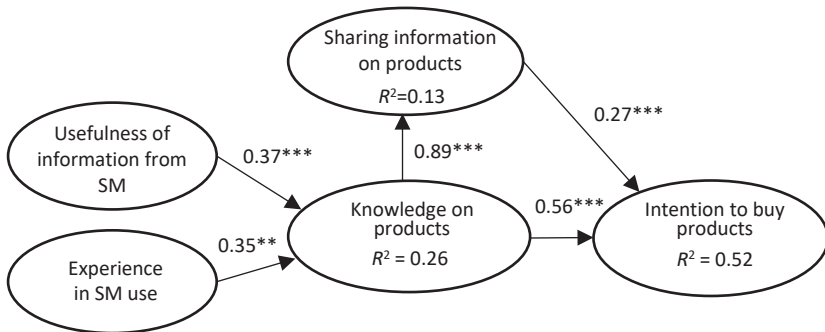 Sharing information
on products
R²=0.13
Usefulness of
information from
SM
0.37***
0.89***
0.27***
Knowledge on
products
R² = 0.26
0.56***
Intention to buy
products
R² = 0.52
0.35**
Experience
in SM use